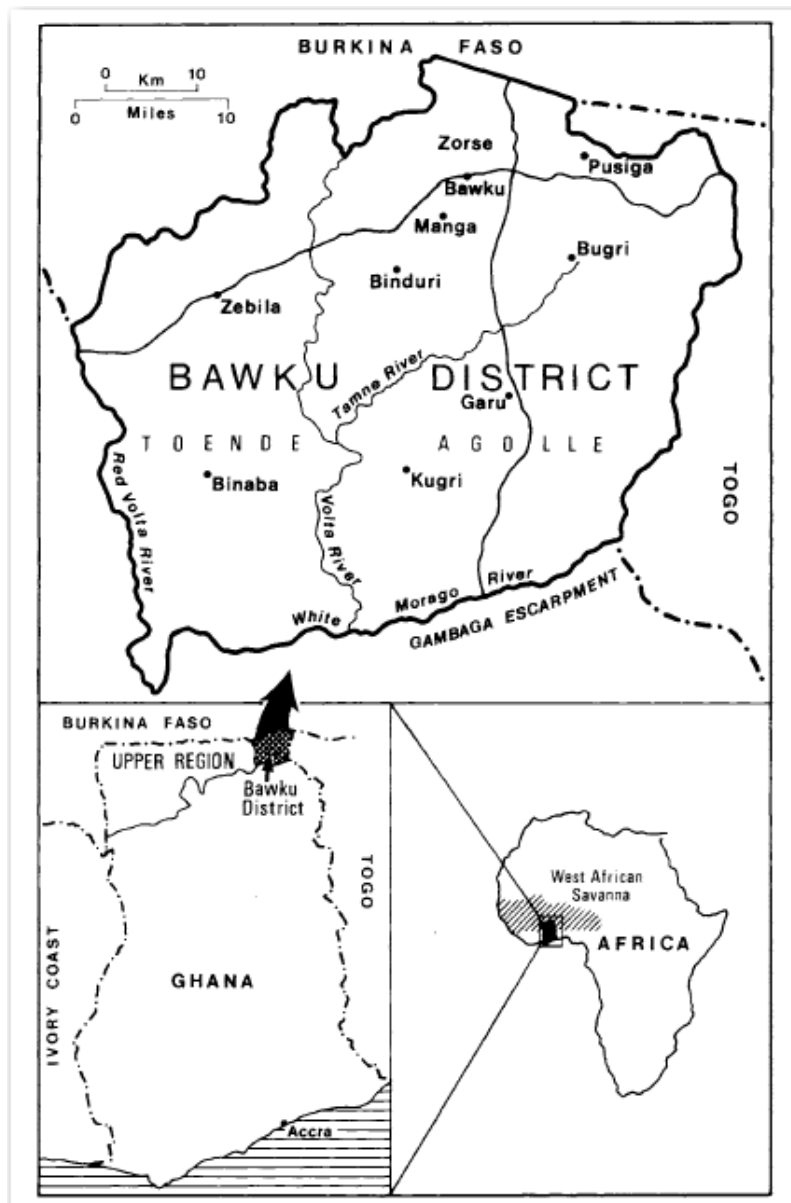 BURKINA FASO
0 Km 10
0 Miles 10
Zorse
Pusiga
Bawku
Manga
Bugri
Binduri
Zebila
BAWKU DISTRICT
Tamne River
Garu
TOENDE AGOLLE
Binaba
Kugri
Red Volta River
White Volta River
Morago River
GAMBAGA ESCARPMENT
TOGO
BURKINA FASO
UPPER REGION
Bawku
District
TOGO
IVORY COAST
GHANA
Accra
West African
Savanna
AFRICA